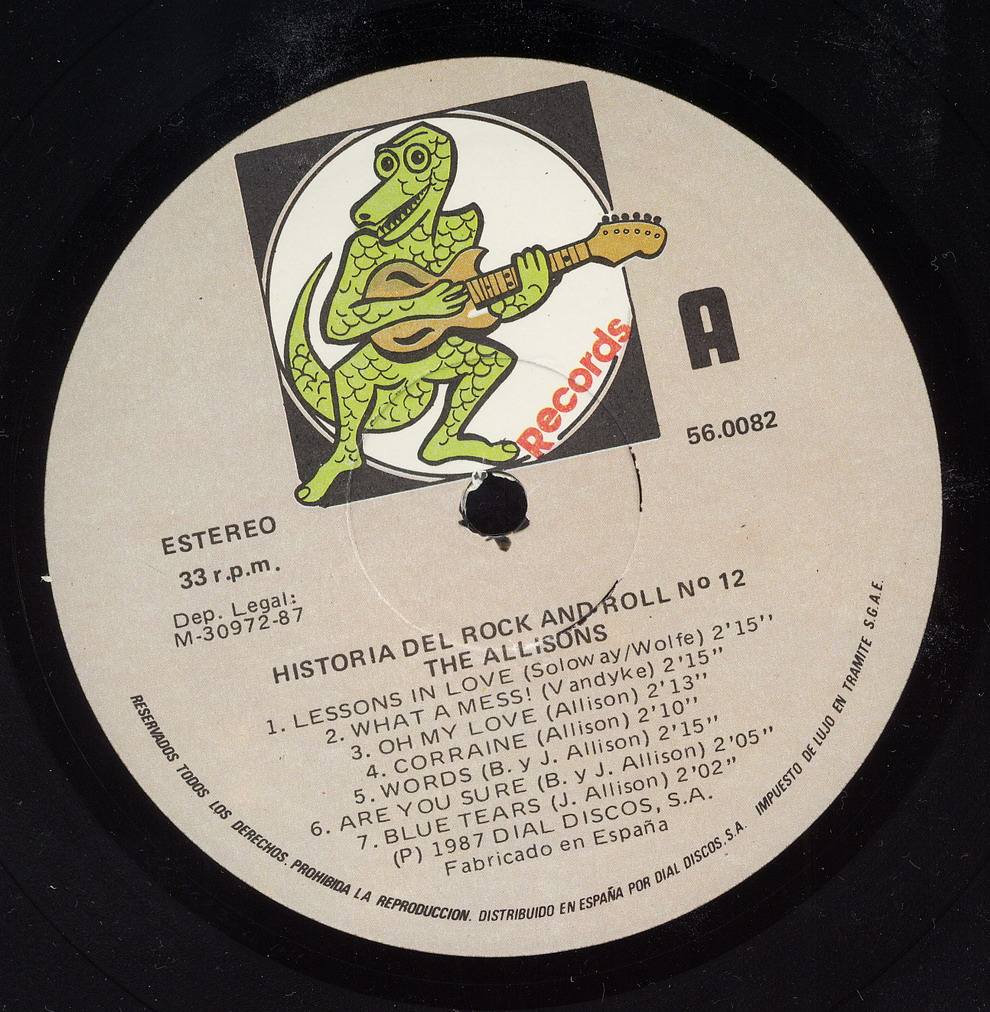 Records
A
56.0082
ESTEREO
33 r.p.m.
Dep. Legal:
M-30972-87
HISTORIA DEL ROCK AND ROLL Nº 12
THE ALLiSONS
1. LESSONS IN LOVE (Soloway/Wolfe) 2’15’’
2. WHAT A MESS! (Vandyke) 2’15’’
3. OH MY LOVE (Allison) 2’13’’
4. CORRAINE (Allison) 2’10’’
5. WORDS (B. y J. Allison) 2’15’’
6. ARE YOU SURE (B. y J. Allison) 2’05’’
7. BLUE TEARS (J. Allison) 2’02’’
(P) 1987 DIAL DISCOS, S.A.
Fabricado en España
RESERVADOS TODOS LOS DERECHOS. PROHIBIDA LA REPRODUCCION. DISTRIBUIDO EN ESPAÑA POR DIAL DISCOS. S.A. IMPUESTO DE LUJO EN TRAMITE S.G.A.E.